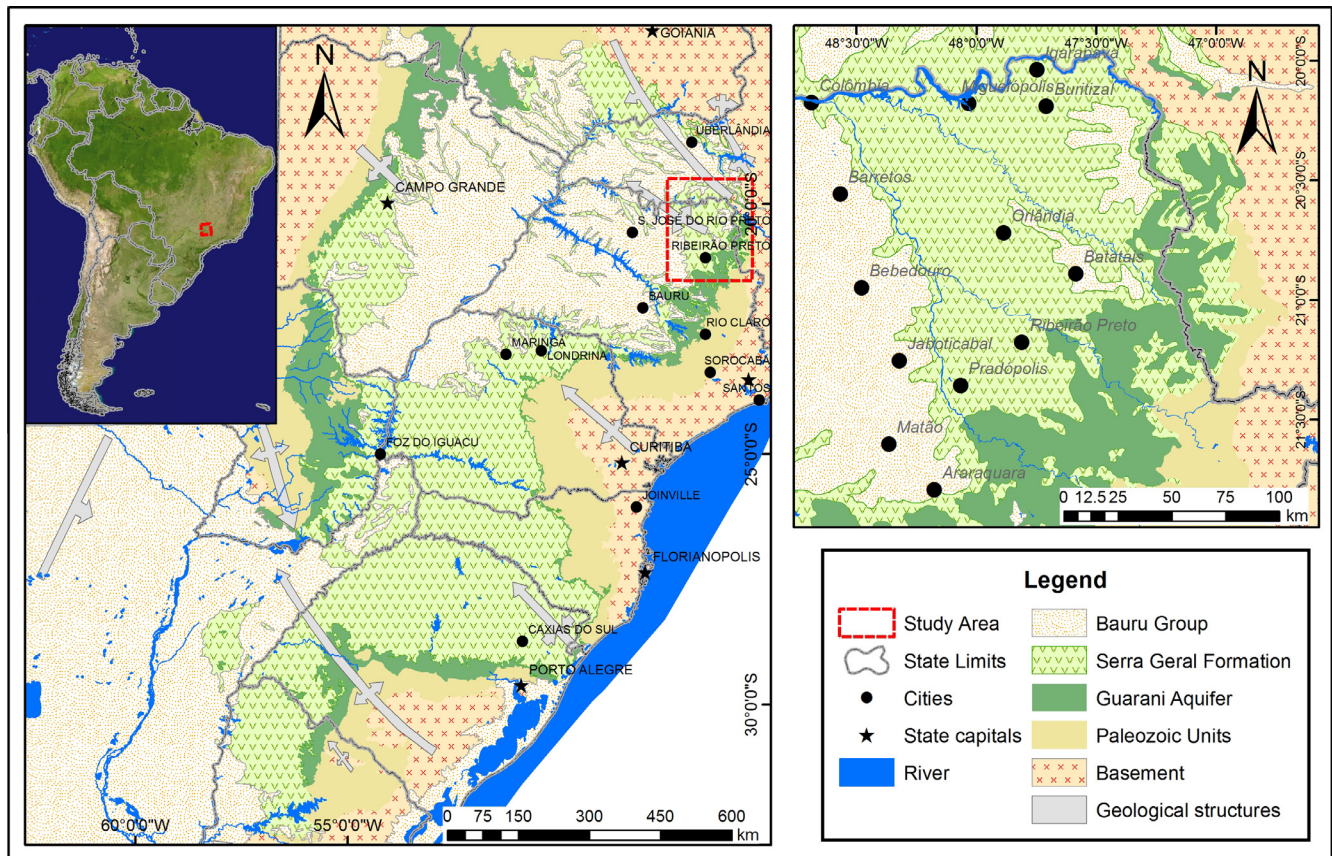 N
GOIANIA
UBERLÂNDIA
CAMPO GRANDE
20°0'0"S
S. JOSÉ DO RIO PRETO
RIBEIRÃO PRETO
BAURU
RIO CLARO
MARINGÁ
LONDRINA
SOROCABA
SANTOS
FOZ DO IGUACU
CURITIBA
25°0'0"S
JOINVILLE
FLORIANOPOLIS
CAXIAS DO SUL
PORTO ALEGRE
30°0'0"S
60°0'0"W
55°0'0"W
0 75 150 300 450 600
km
48°30'0"W
48°0'0"W
47°30'0"W
47°0'0"W
N
20°0'0"S
Igarapava
Colômbia
Miguelópolis
Buritizal
Barretos
20°30'0"S
Orlândia
Batatais
Bebedouro
21°0'0"S
Ribeirão Preto
Jaboticabal
Pradópolis
Matão
21°30'0"S
Araraquara
0 12.5 25 50 75 100
km
Legend
Study Area
State Limits
Cities
State capitals
River
Bauru Group
Serra Geral Formation
Guarani Aquifer
Paleozoic Units
Basement
Geological structures